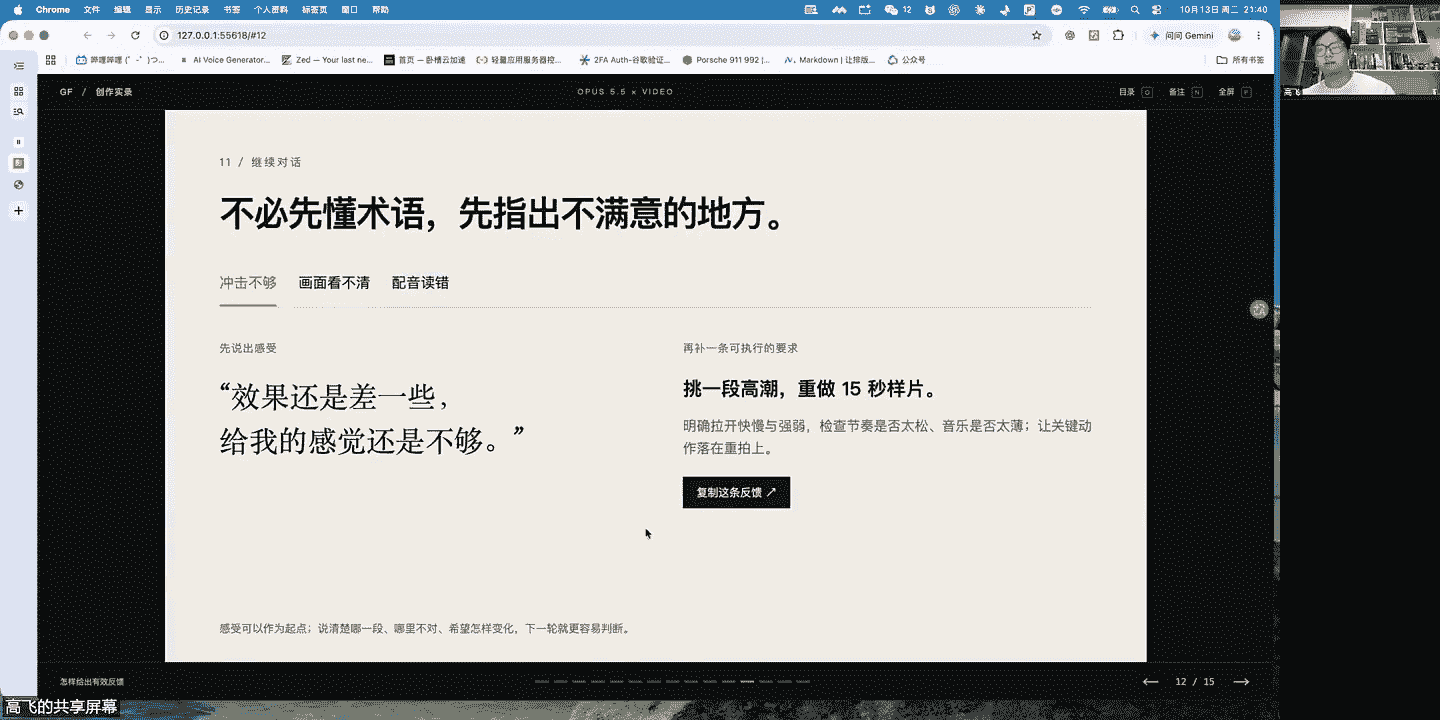 Chrome 文件 编辑 显示 历史记录 书签 个人资料 标签页 窗口 帮助
12
10月13日 周二 21:40
127.0.0.1:55618/#12
问问 Gemini
AI Voice Generator...
Zed — Your last ne...
首页 — 卧槽云加速
轻量应用服务器控...
2FA Auth-谷歌验证...
Porsche 911 992 |...
Markdown | 让排版...
公众号
所有书签
GF / 创作实录
OPUS 5.5 × VIDEO
目录 O 备注 N 全屏 F
11 / 继续对话
不必先懂术语，先指出不满意的地方。
冲击不够 画面看不清 配音读错
先说出感受
“效果还是差一些，
给我的感觉还是不够。”
再补一条可执行的要求
挑一段高潮，重做 15 秒样片。
明确拉开快慢与强弱，检查节奏是否太松、音乐是否太薄；让关键动
作落在重拍上。
复制这条反馈 ↗
感受可以作为起点；说清楚哪一段、哪里不对、希望怎样变化，下一轮就更容易判断。
怎样给出有效反馈
← 12 / 15 →
高飞的共享屏幕
高飞